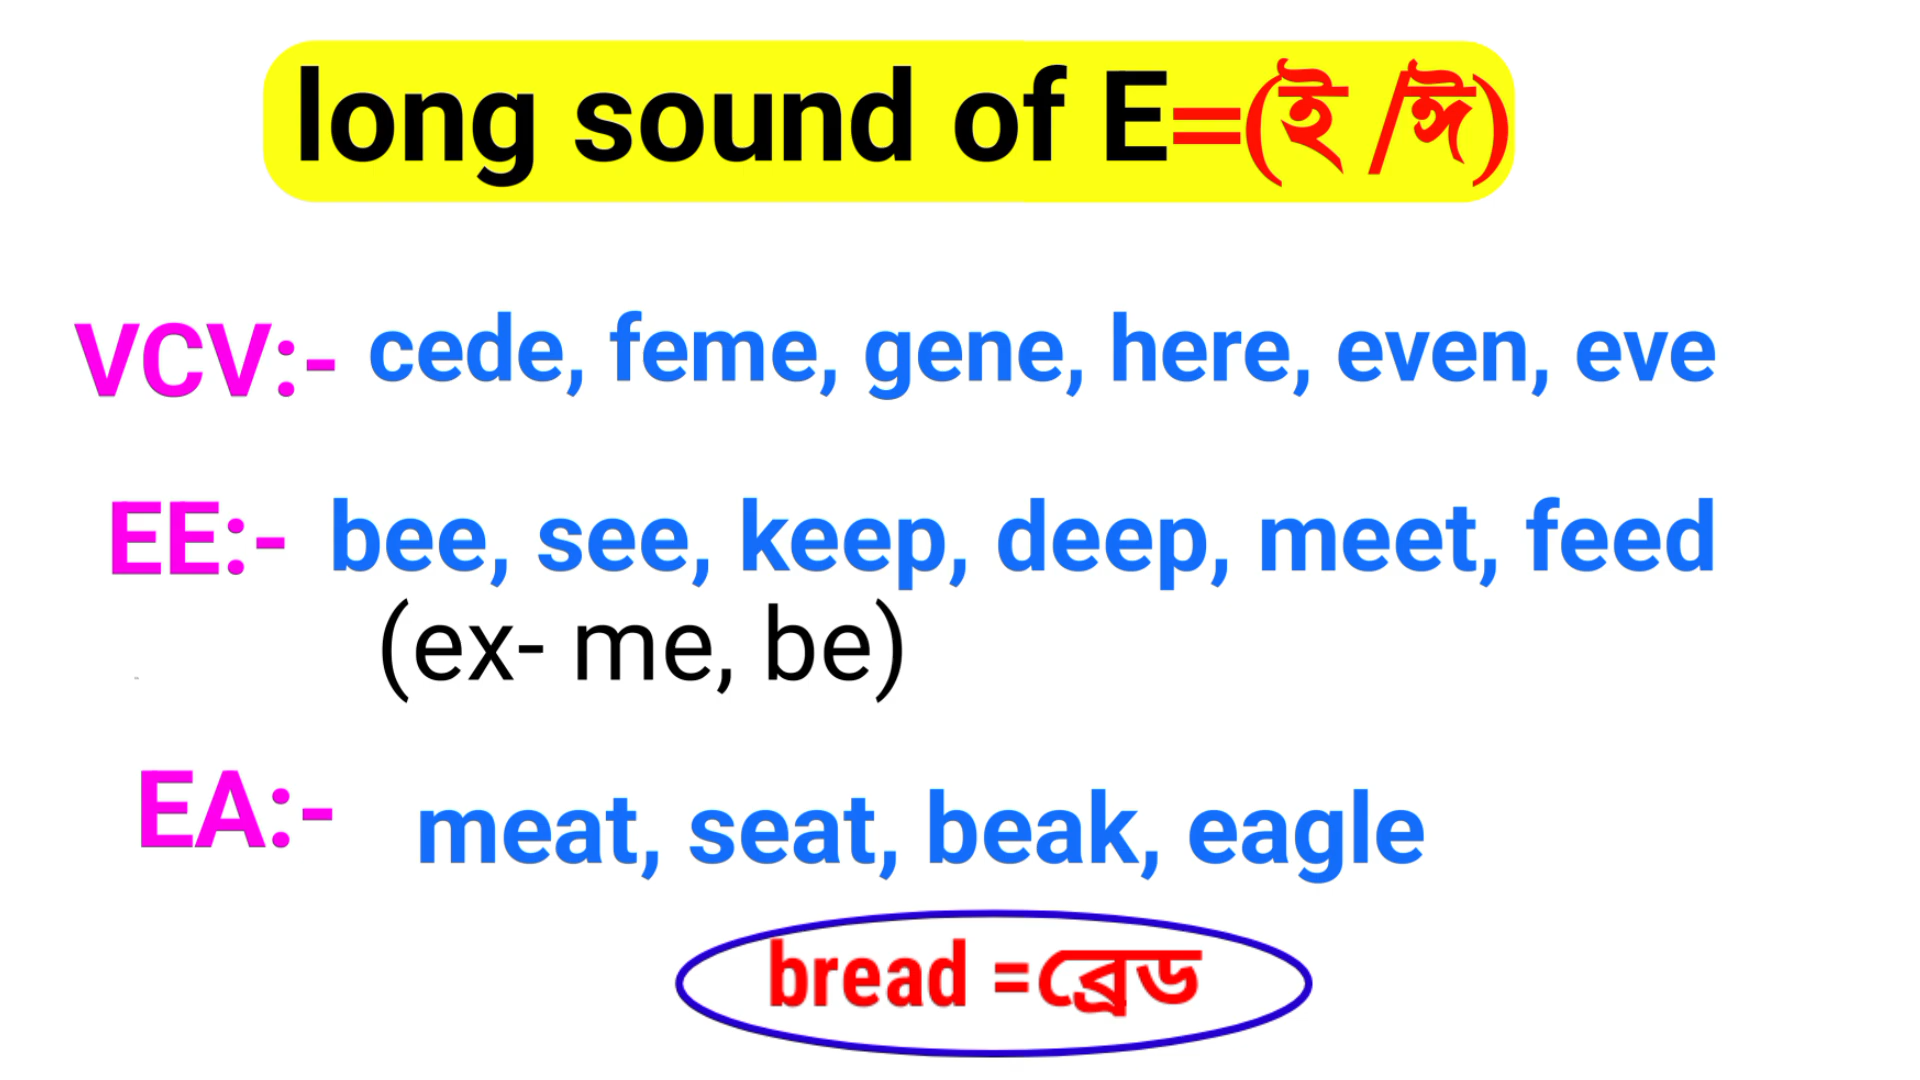 long sound of E=(ই /ঈ)
VCV:- cede, feme, gene, here, even, eve
EE:- bee, see, keep, deep, meet, feed
(ex- me, be)
EA:- meat, seat, beak, eagle
bread =ব্রেড